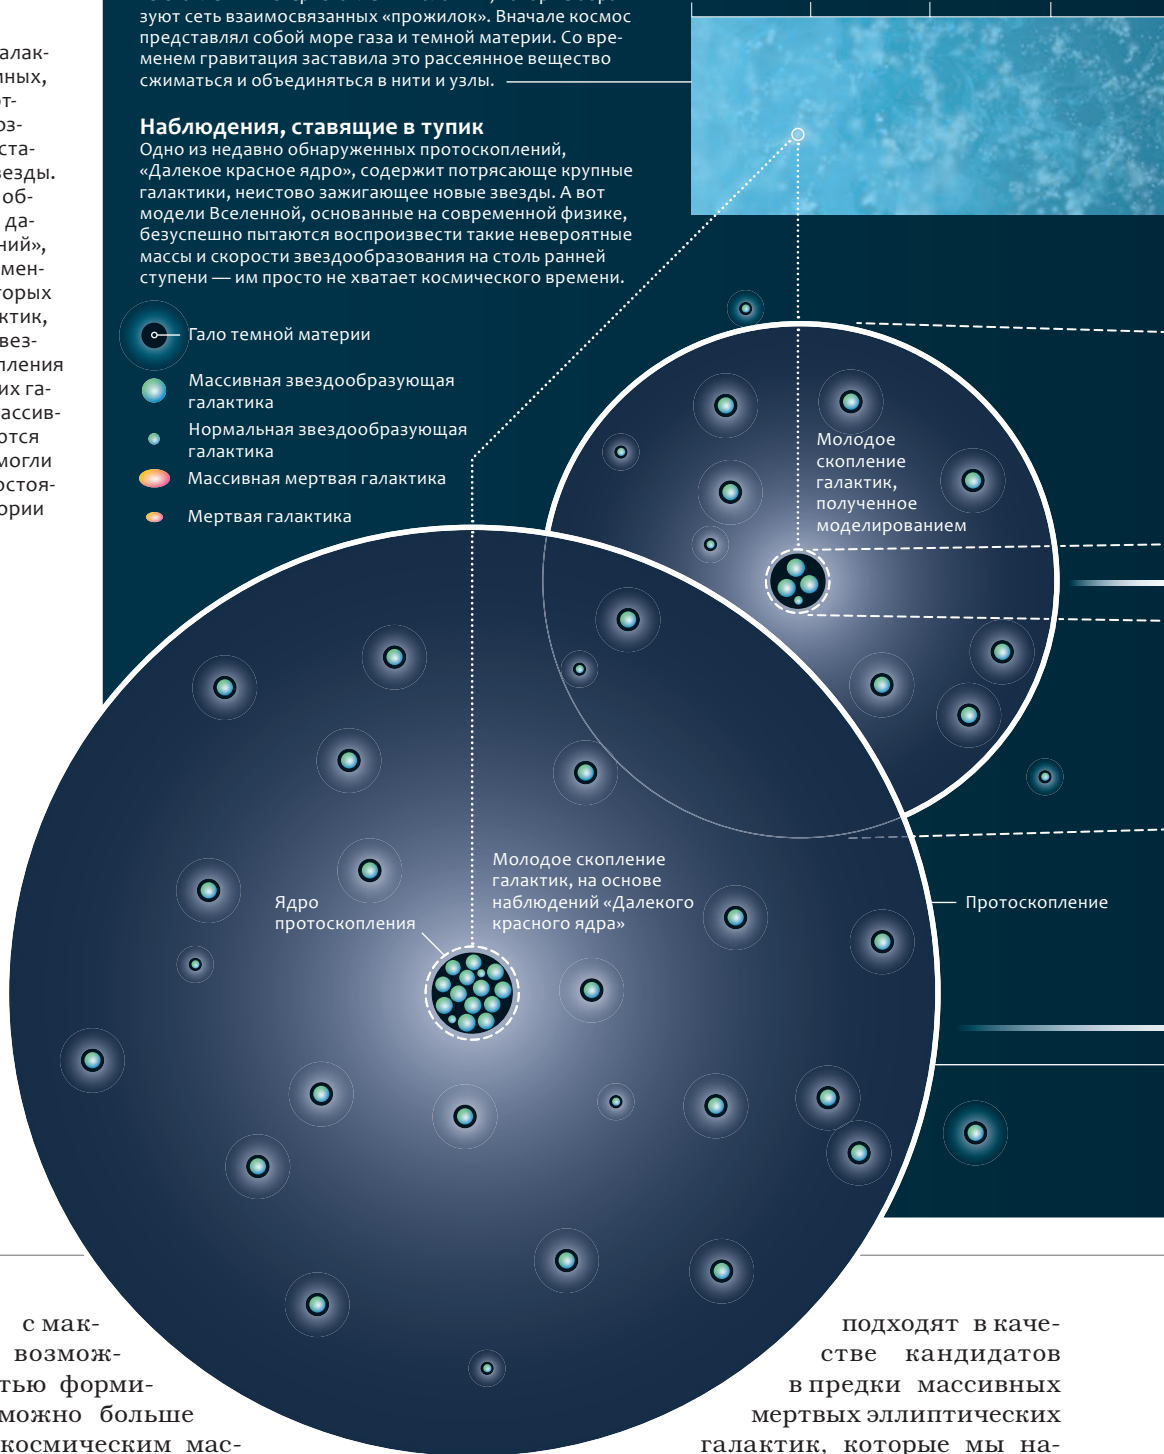 зуют сеть взаимосвязанных «прожилок». Вначале космос
представлял собой море газа и темной материи. Со вре-
менем гравитация заставила это рассеянное вещество
сжиматься и объединяться в нити и узлы.
Наблюдения, ставящие в тупик
Одно из недавно обнаруженных протоскоплений,
«Далекое красное ядро», содержит потрясающе крупные
галактики, неистово зажигающее новые звезды. А вот
модели Вселенной, основанные на современной физике,
безуспешно пытаются воспроизвести такие невероятные
массы и скорости звездообразования на столь ранней
ступени — им просто не хватает космического времени.
Гало темной материи
Массивная звездообразующая
галактика
Нормальная звездообразующая
галактика
Массивная мертвая галактика
Мертвая галактика
Молодое
скопление
галактик,
полученное
моделированием
Молодое скопление
галактик, на основе
наблюдений «Далекого
красного ядра»
Ядро
протоскопления
Протоскопление
с мак-
возмож-
тью форми-
можно больше
космическим мас-
подходят в каче-
стве кандидатов
в предки массивных
мертвых эллиптических
галактик, которые мы на-